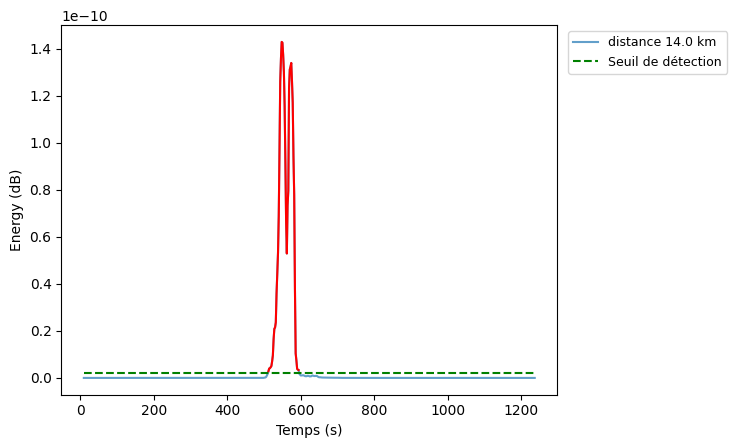 1e−10
distance 14.0 km
Seuil de détection
1.4
1.2
1.0
0.8
0.6
0.4
0.2
0.0
Energy (dB)
0 200 400 600 800 1000 1200
Temps (s)